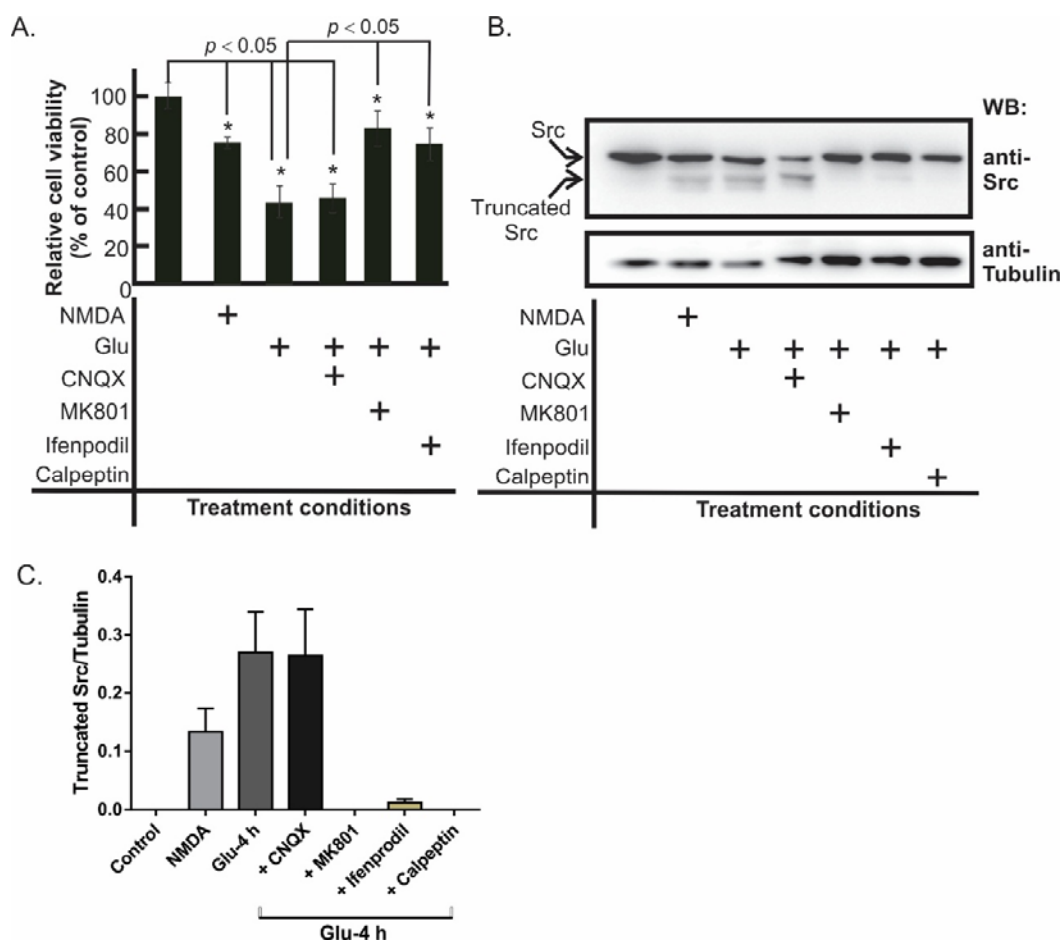 A.
p < 0.05
p < 0.05
*
*
*
*
*
Relative cell viability
(% of control)
100
80
60
40
20
0
NMDA +
Glu + + + +
CNQX +
MK801 +
Ifenpodil +
Calpeptin
Treatment conditions
B.
WB:
Src
Truncated
Src
anti-
Src
anti-
Tubulin
NMDA +
Glu + + + + +
CNQX +
MK801 +
Ifenpodil +
Calpeptin +
Treatment conditions
C.
Truncated Src/Tubulin
0.4
0.3
0.2
0.1
0.0
Control
NMDA
Glu-4 h
+ CNQX
+ MK801
+ Ifenprodil
+ Calpeptin
Glu-4 h